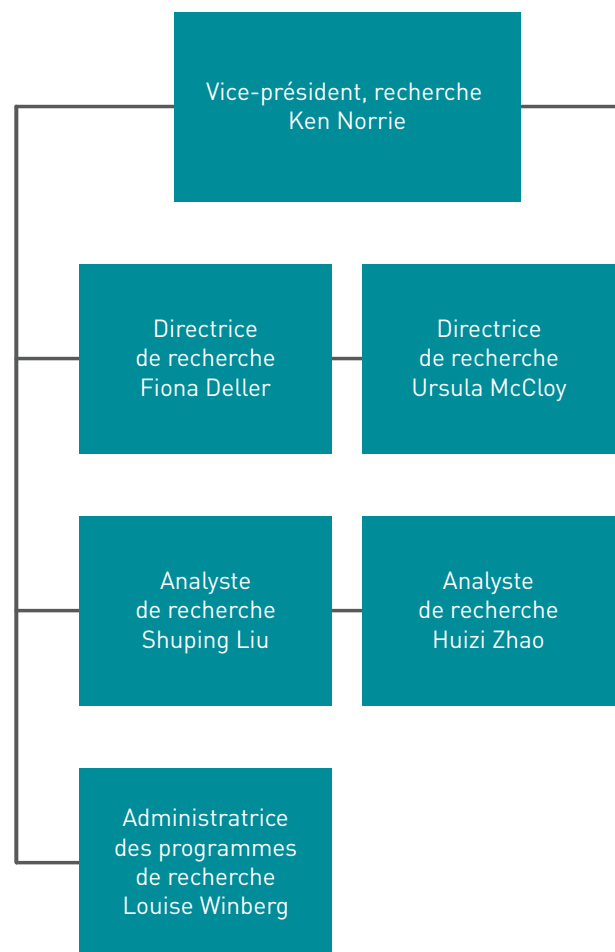 Vice-président, recherche
Ken Norrie
Directrice
de recherche
Fiona Deller
Directrice
de recherche
Ursula McCloy
Analyste
de recherche
Shuping Liu
Analyste
de recherche
Huizi Zhao
Administratrice
des programmes
de recherche
Louise Winberg